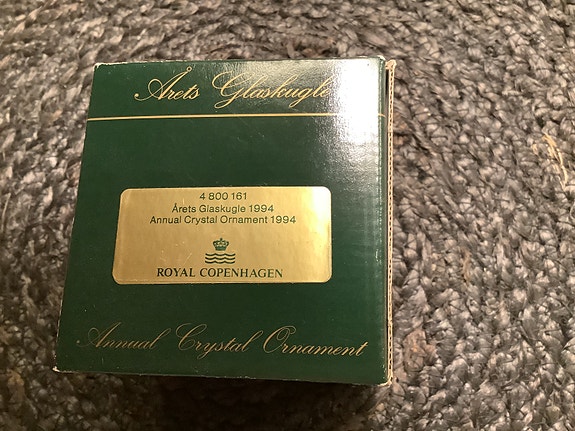 Årets Glaskugle
4 800 161
Årets Glaskugle 1994
Annual Crystal Ornament 1994
ROYAL COPENHAGEN
Annual Crystal Ornament